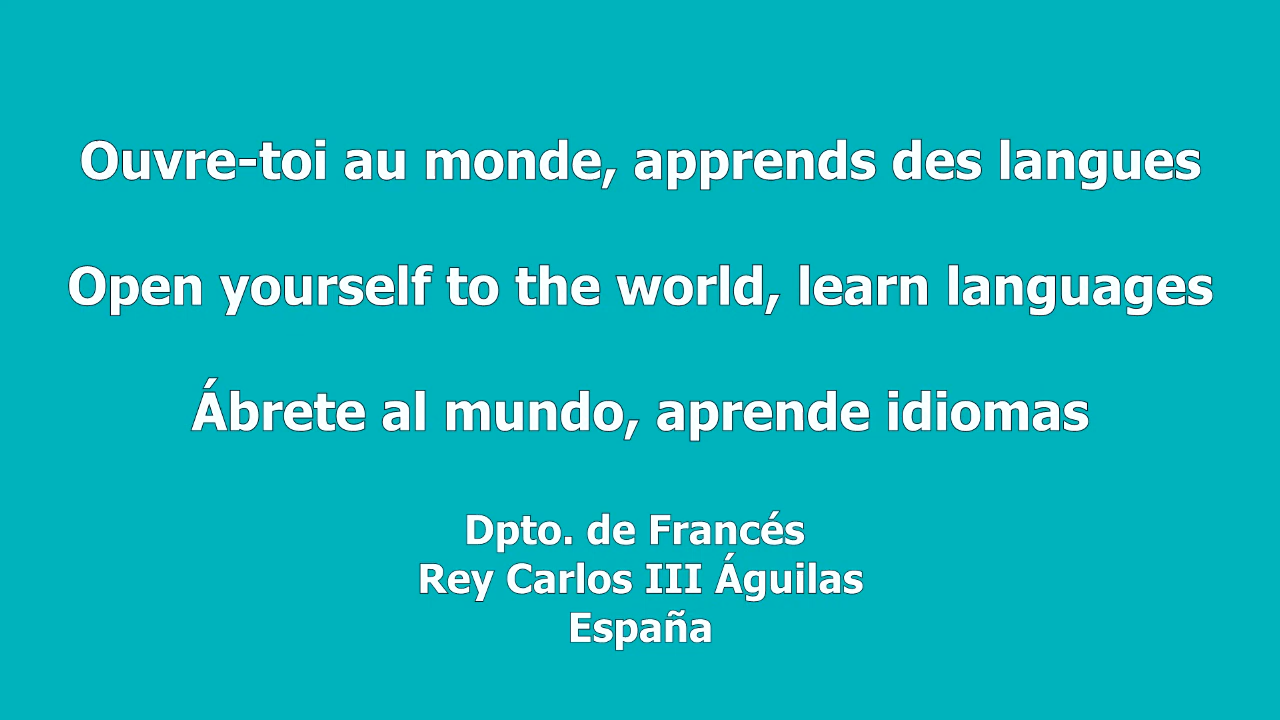 Ouvre-toi au monde, apprends des langues
Open yourself to the world, learn languages
Ábrete al mundo, aprende idiomas
Dpto. de Francés
Rey Carlos III Águilas
España